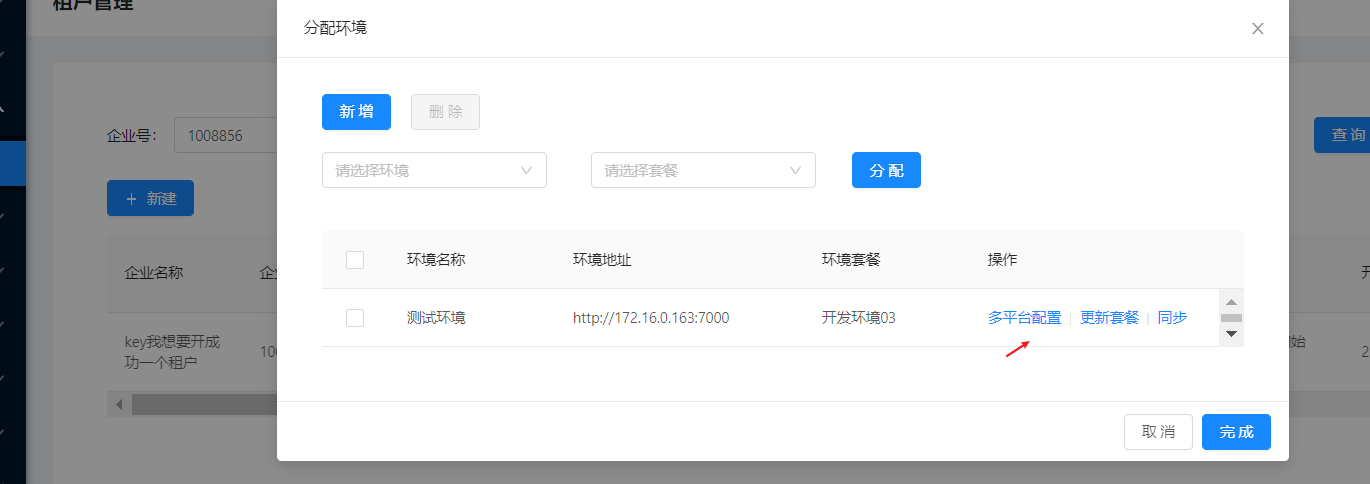 租户管理
分配环境
新增
删除
企业号：
1008856
查询
请选择环境
请选择套餐
分配
新建
环境名称
环境地址
环境套餐
操作
企业名称
测试环境
http://172.16.0.163:7000
开发环境03
多平台配置
更新套餐
同步
key我想要开成
功一个租户
取消
完成